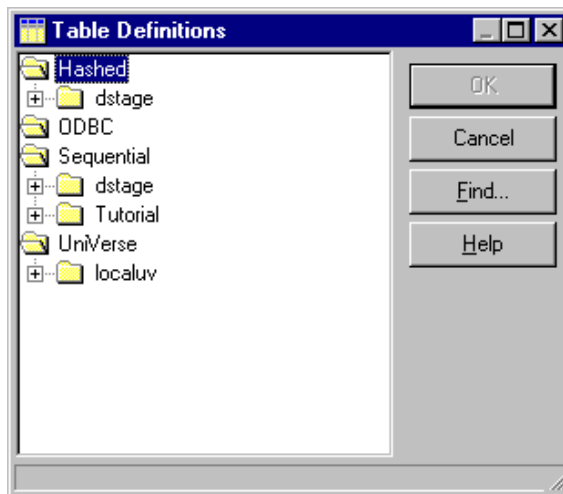 Table Definitions
Hashed
dstage
ODBC
Sequential
dstage
Tutorial
UniVerse
localuv
OK
Cancel
Find...
Help